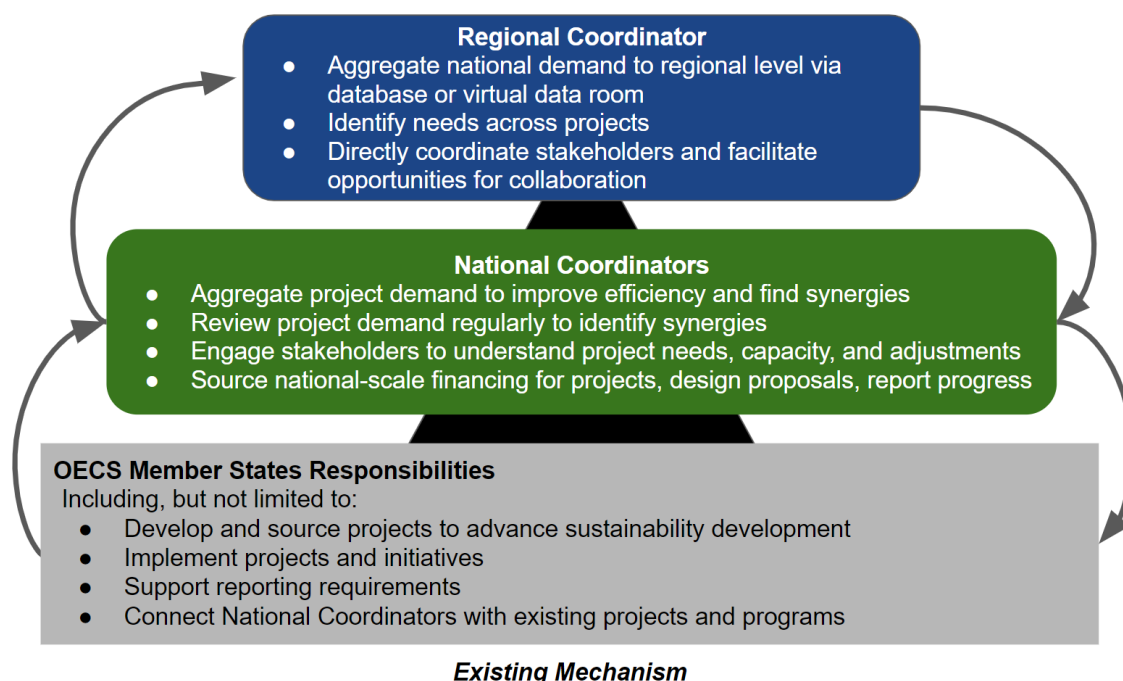 Regional Coordinator
● Aggregate national demand to regional level via
database or virtual data room
● Identify needs across projects
● Directly coordinate stakeholders and facilitate
opportunities for collaboration
National Coordinators
● Aggregate project demand to improve efficiency and find synergies
● Review project demand regularly to identify synergies
● Engage stakeholders to understand project needs, capacity, and adjustments
● Source national-scale financing for projects, design proposals, report progress
OECS Member States Responsibilities
Including, but not limited to:
● Develop and source projects to advance sustainability development
● Implement projects and initiatives
● Support reporting requirements
● Connect National Coordinators with existing projects and programs
Existing Mechanism